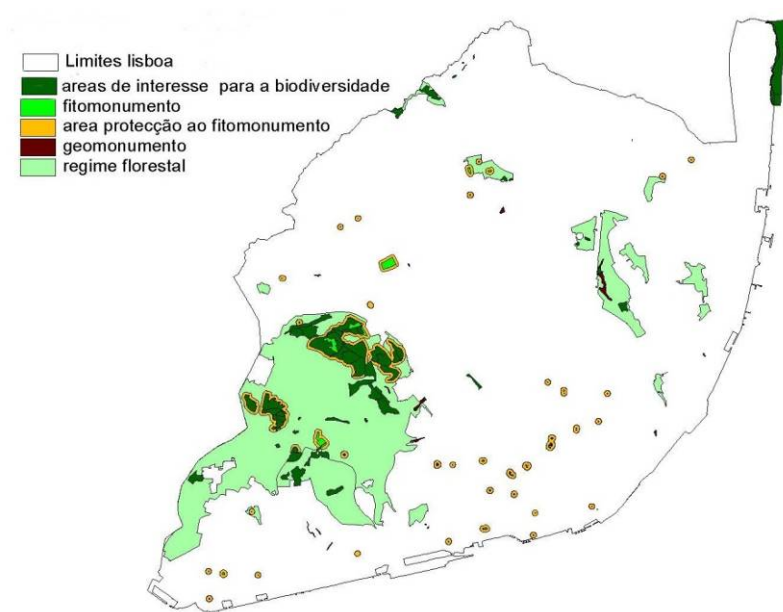 Limites lisboa
areas de interesse para a biodiversidade
fitomonumento
area protecção ao fitomonumento
geomonumento
regime florestal